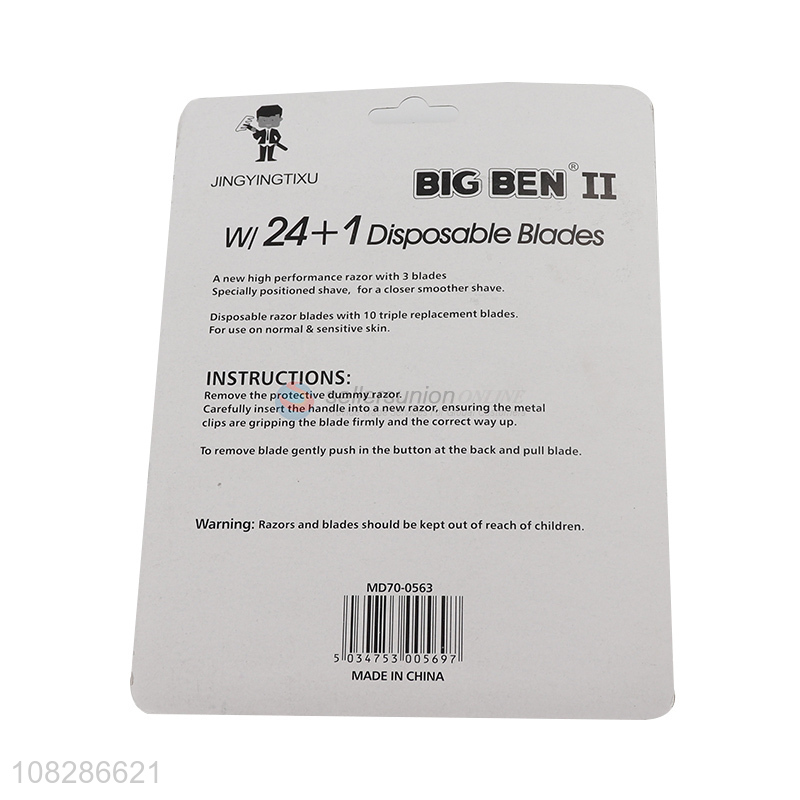 JINGYINGTIXU
BIG BEN® II
W/ 24+1 Disposable Blades
A new high performance razor with 3 blades
Specially positioned shave, for a closer smoother shave.
Disposable razor blades with 10 triple replacement blades.
For use on normal & sensitive skin.
INSTRUCTIONS:
Remove the protective dummy razor.
sellersunion ONLINE
Carefully insert the handle into a new razor, ensuring the metal
clips are gripping the blade firmly and the correct way up.
To remove blade gently push in the button at the back and pull blade.
Warning: Razors and blades should be kept out of reach of children.
MD70-0563
5 034753 005697
MADE IN CHINA
108286621